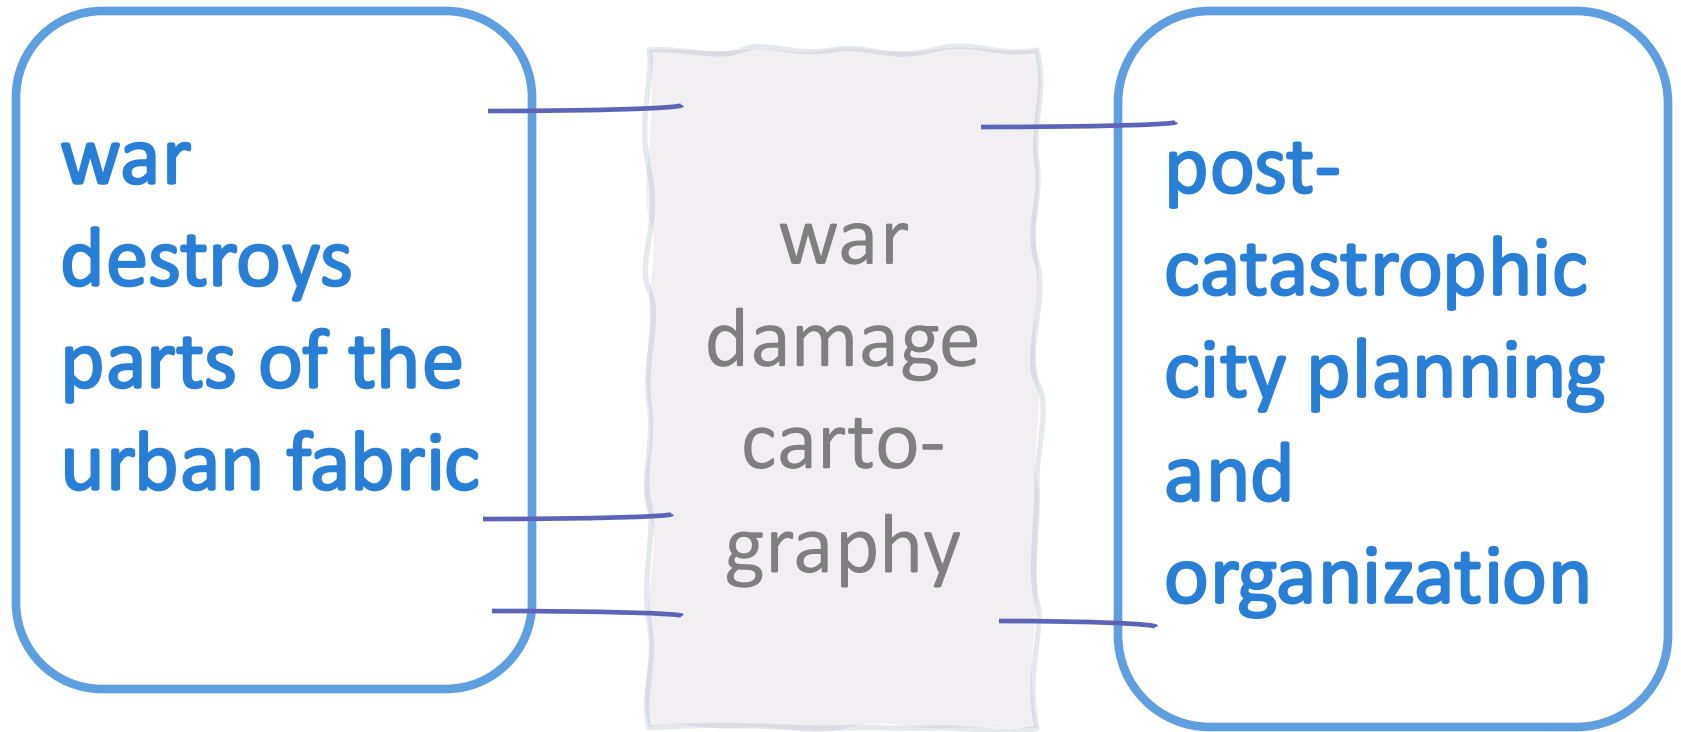 war
destroys
parts of the
urban fabric
war
damage
carto-
graphy
post-
catastrophic
city planning
and
organization